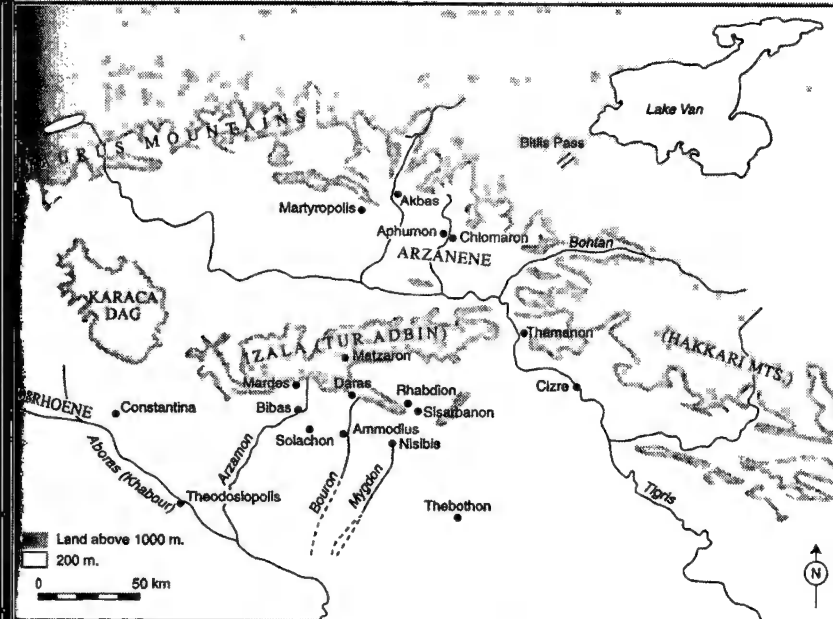 Lake Van
TAURUS MOUNTAINS
Bitlis Pass
Akbas
Martyropolis
Aphumon
Chlomaron
ARZANENE
Bohtan
KARACA
DAG
IZALA (TUR ABDIN)
Thamanon
(HAKKARI MTS.)
Matzaron
Mardes
Daras
Rhabdion
Cizre
OSRHOENE
Constantina
Bibas
Sisarbanon
Solachon
Ammodius
Nisibis
Arzamon
Aboras (Khabour)
Theodosiopolis
Bouron
Mygdon
Thebothon
Tigris
Land above 1000 m.
200 m.
0 50 km
N